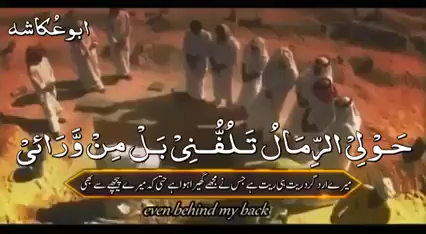 ابو عُکاشه
حَوْلِيَ الرِّمَالُ تَلُفُّنِيْ بَلْ مِنْ وَّرَائِيْ
میرے ارد گرد ریت ہی ریت ہے جس نے مجھے گھیرا ہوا ہے حتیٰ کہ میرے پیچھے سے بھی
even behind my back